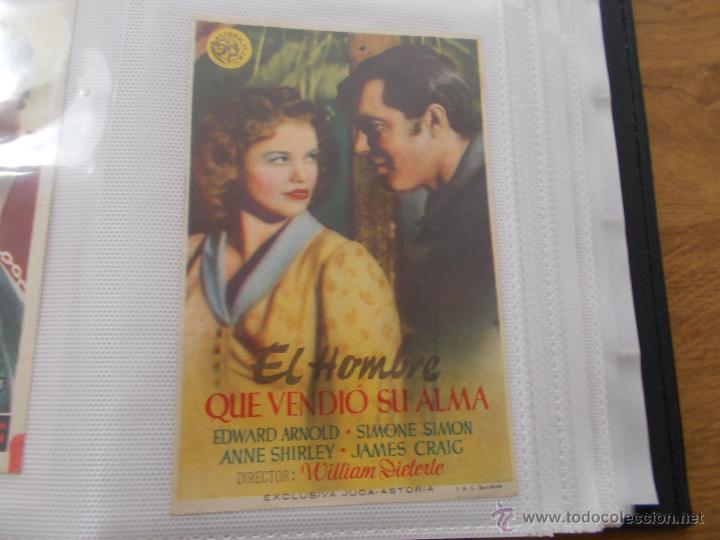 El Hombre
QUE VENDIÓ SU ALMA
EDWARD ARNOLD · SIMONE SIMON
ANNE SHIRLEY · JAMES CRAIG
DIRECTOR: William Dieterle
EXCLUSIVA JUCA-ASTORIA
todocoleccion
www.todocoleccion.net